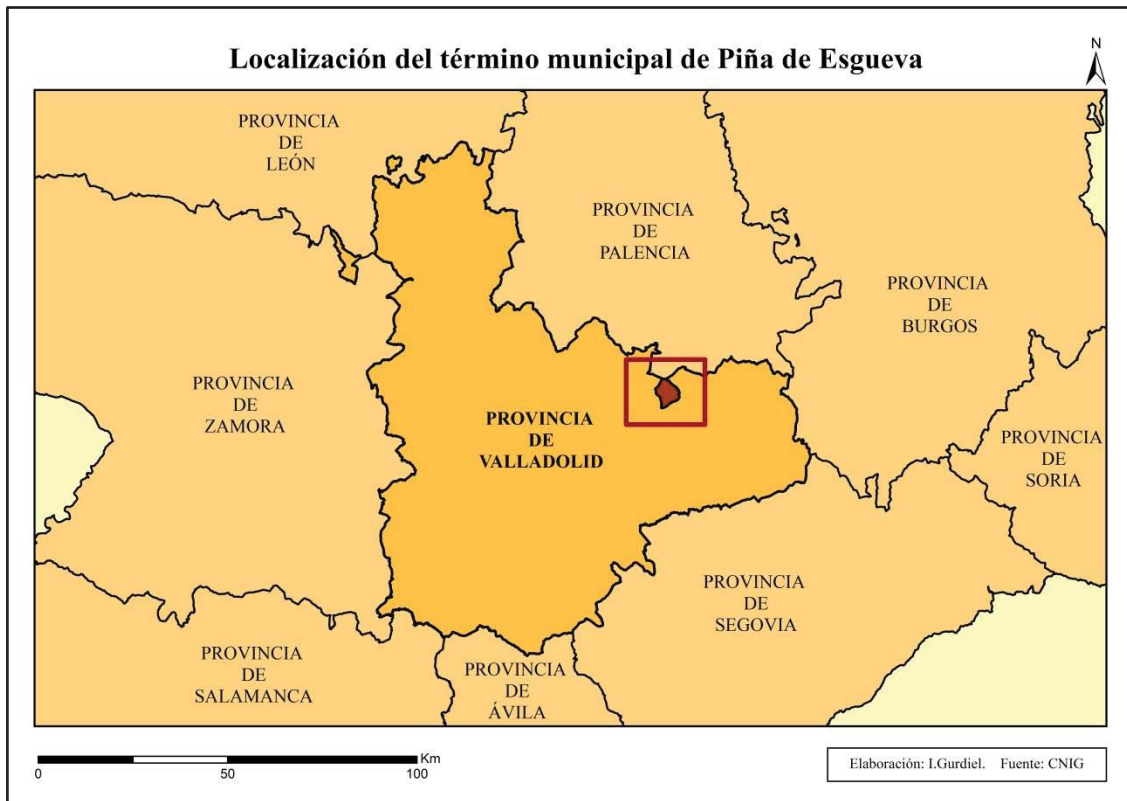 Localización del término municipal de Piña de Esgueva
N
PROVINCIA
DE
LEÓN
PROVINCIA
DE
PALENCIA
PROVINCIA
DE
BURGOS
PROVINCIA
DE
ZAMORA
PROVINCIA
DE
VALLADOLID
PROVINCIA
DE
SORIA
PROVINCIA
DE
SEGOVIA
PROVINCIA
DE
SALAMANCA
PROVINCIA
DE
ÁVILA
Km
0 50 100
Elaboración: I.Gurdiel. Fuente: CNIG